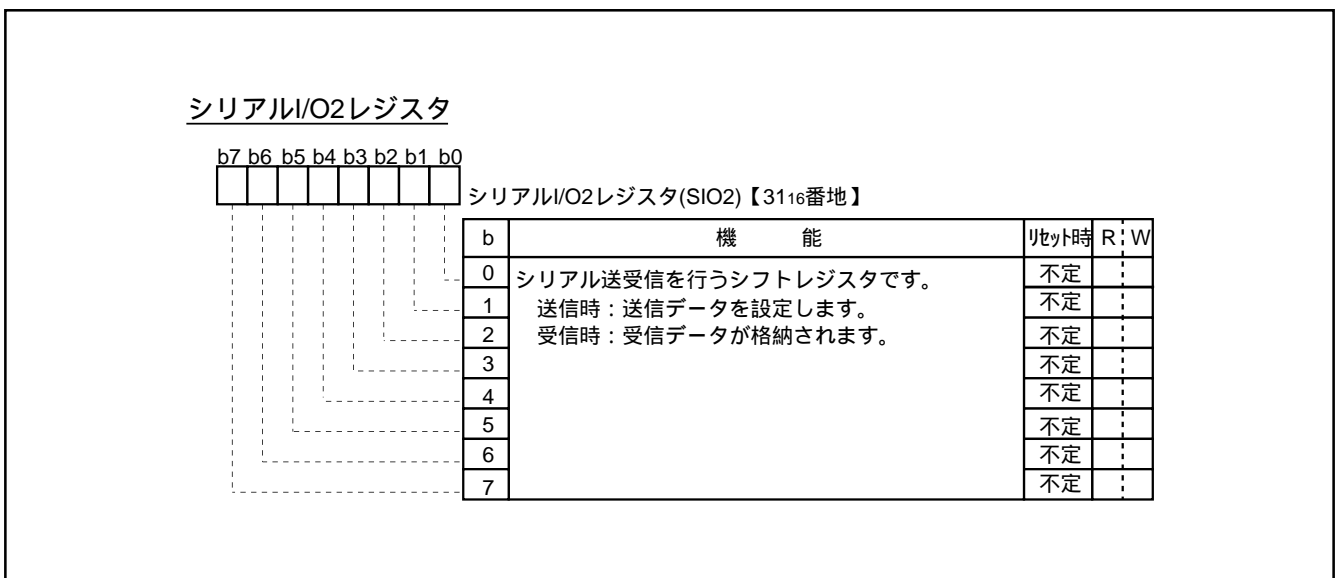 シリアルI/O2レジスタ
b7 b6 b5 b4 b3 b2 b1 b0
シリアルI/O2レジスタ(SIO2)【3116番地】
b 機 能 リセット時 R W
0 シリアル送受信を行うシフトレジスタです。 不定
1 送信時：送信データを設定します。 不定
2 受信時：受信データが格納されます。 不定
3 不定
4 不定
5 不定
6 不定
7 不定